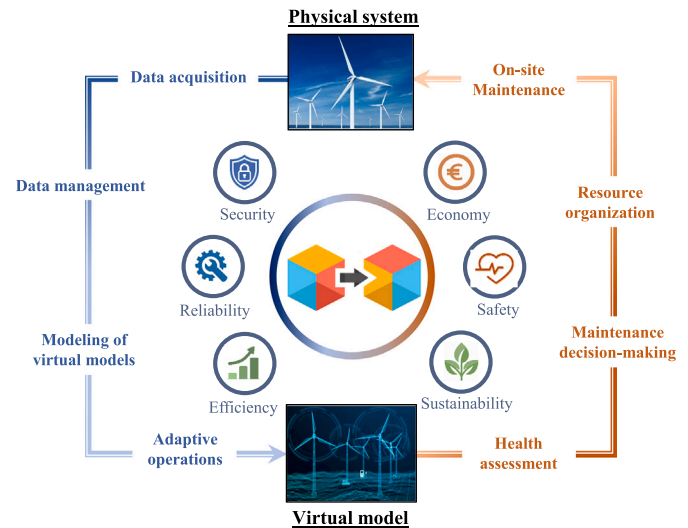 Physical system
Data acquisition
On-site
Maintenance
Data management
Security
Economy
Resource
organization
Reliability
Safety
Modeling of
virtual models
Maintenance
decision-making
Efficiency
Sustainability
Adaptive
operations
Health
assessment
Virtual model